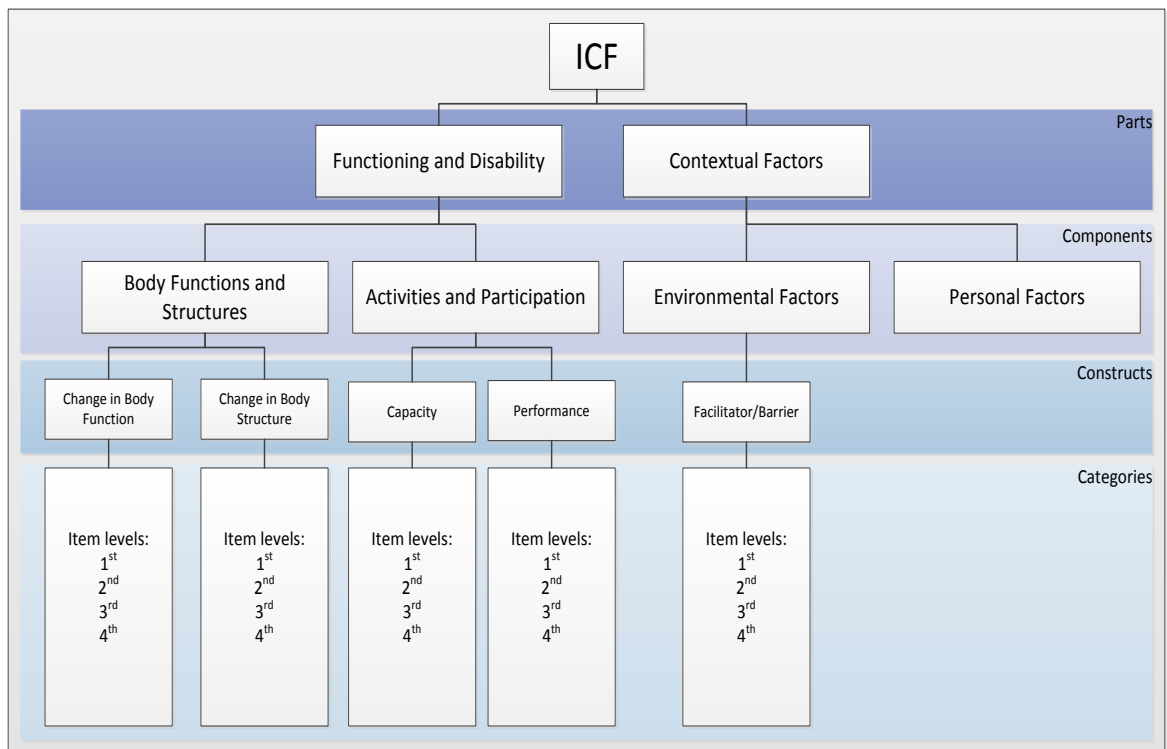 ICF
Parts
Functioning and Disability
Contextual Factors
Components
Body Functions and
Structures
Activities and Participation
Environmental Factors
Personal Factors
Constructs
Change in Body
Function
Change in Body
Structure
Capacity
Performance
Facilitator/Barrier
Categories
Item levels:
1st
2nd
3rd
4th
Item levels:
1st
2nd
3rd
4th
Item levels:
1st
2nd
3rd
4th
Item levels:
1st
2nd
3rd
4th
Item levels:
1st
2nd
3rd
4th